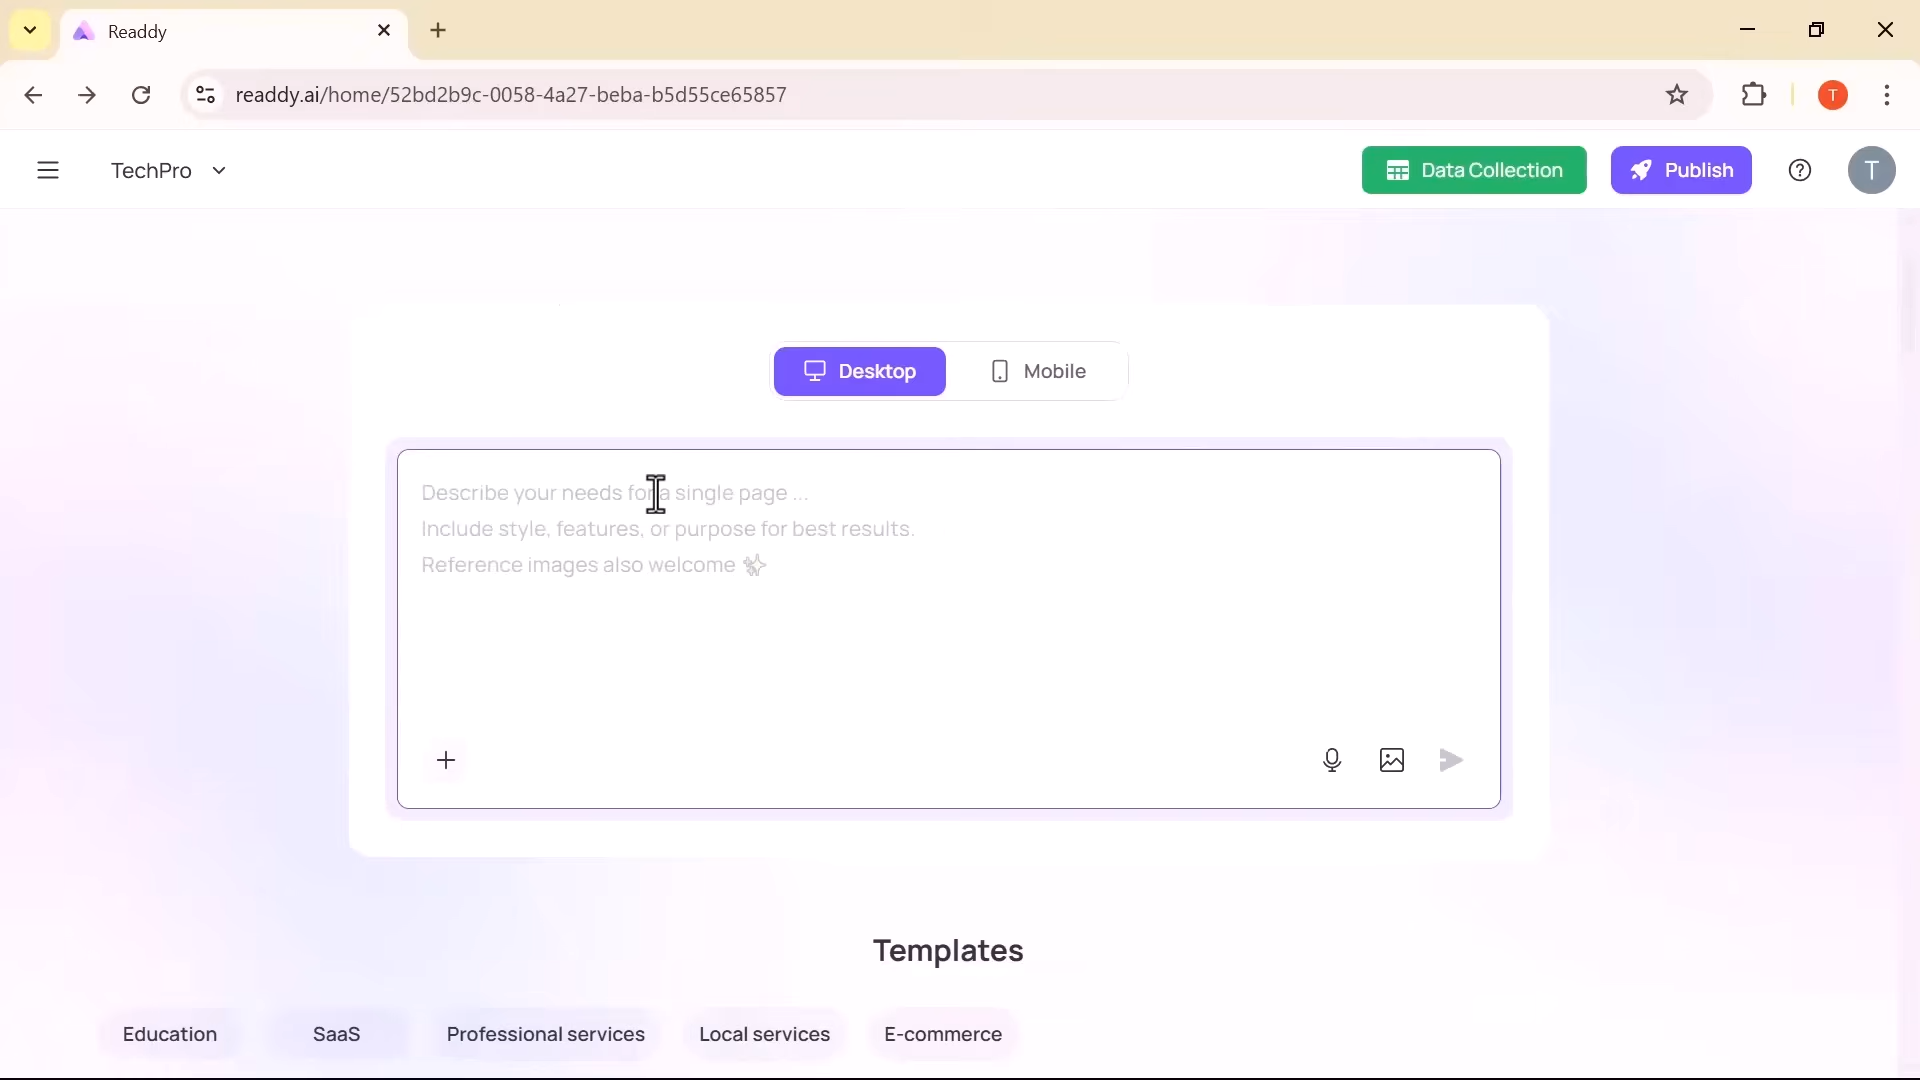 Readdy
readdy.ai/home/52bd2b9c-0058-4a27-beba-b5d55ce65857
T
TechPro
Data Collection
Publish
T
Desktop
Mobile
Describe your needs for a single page ...
Include style, features, or purpose for best results.
Reference images also welcome
Templates
Education
SaaS
Professional services
Local services
E-commerce